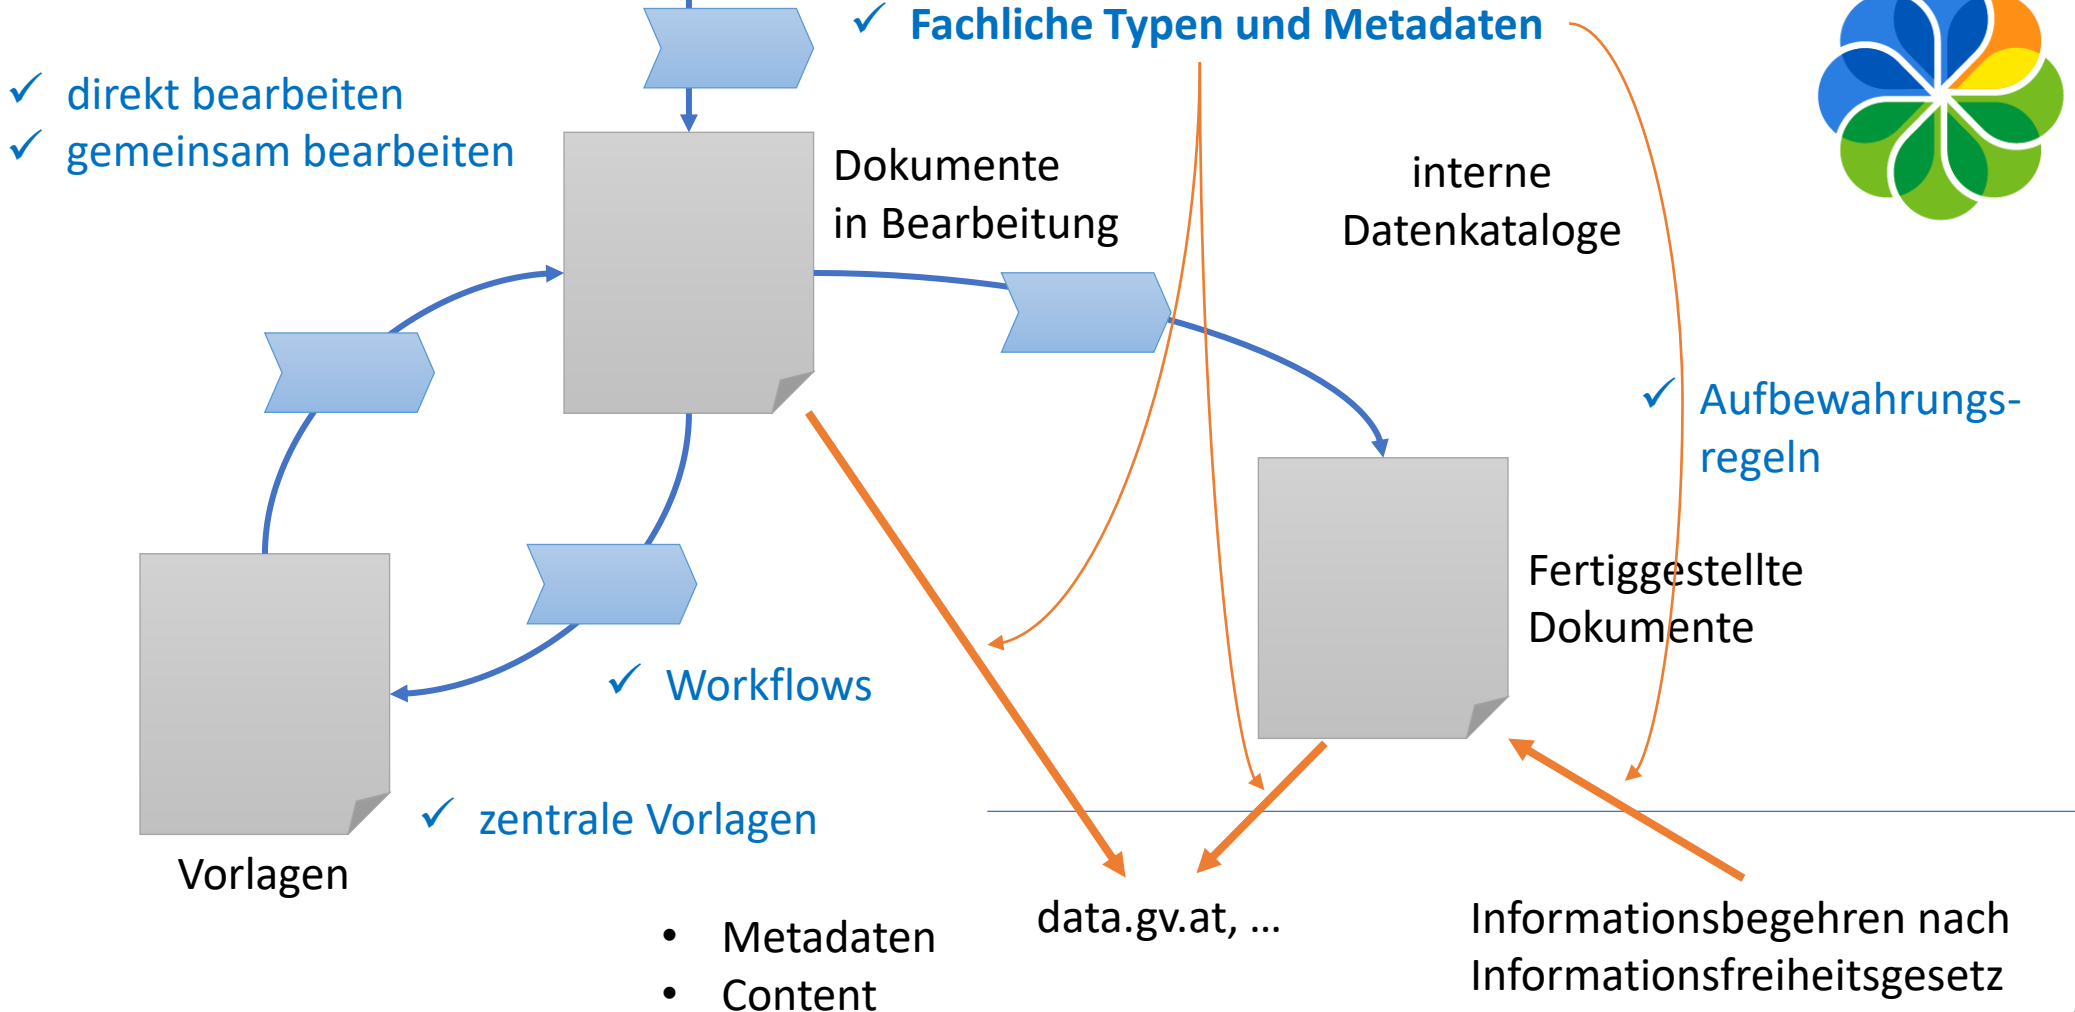 ✓ Fachliche Typen und Metadaten
✓ direkt bearbeiten
✓ gemeinsam bearbeiten
Dokumente
in Bearbeitung
interne
Datenkataloge
✓ Aufbewahrungs-
regeln
Fertiggestellte
Dokumente
✓ Workflows
✓ zentrale Vorlagen
Vorlagen
• Metadaten
• Content
data.gv.at, ...
Informationsbegehren nach
Informationsfreiheitsgesetz